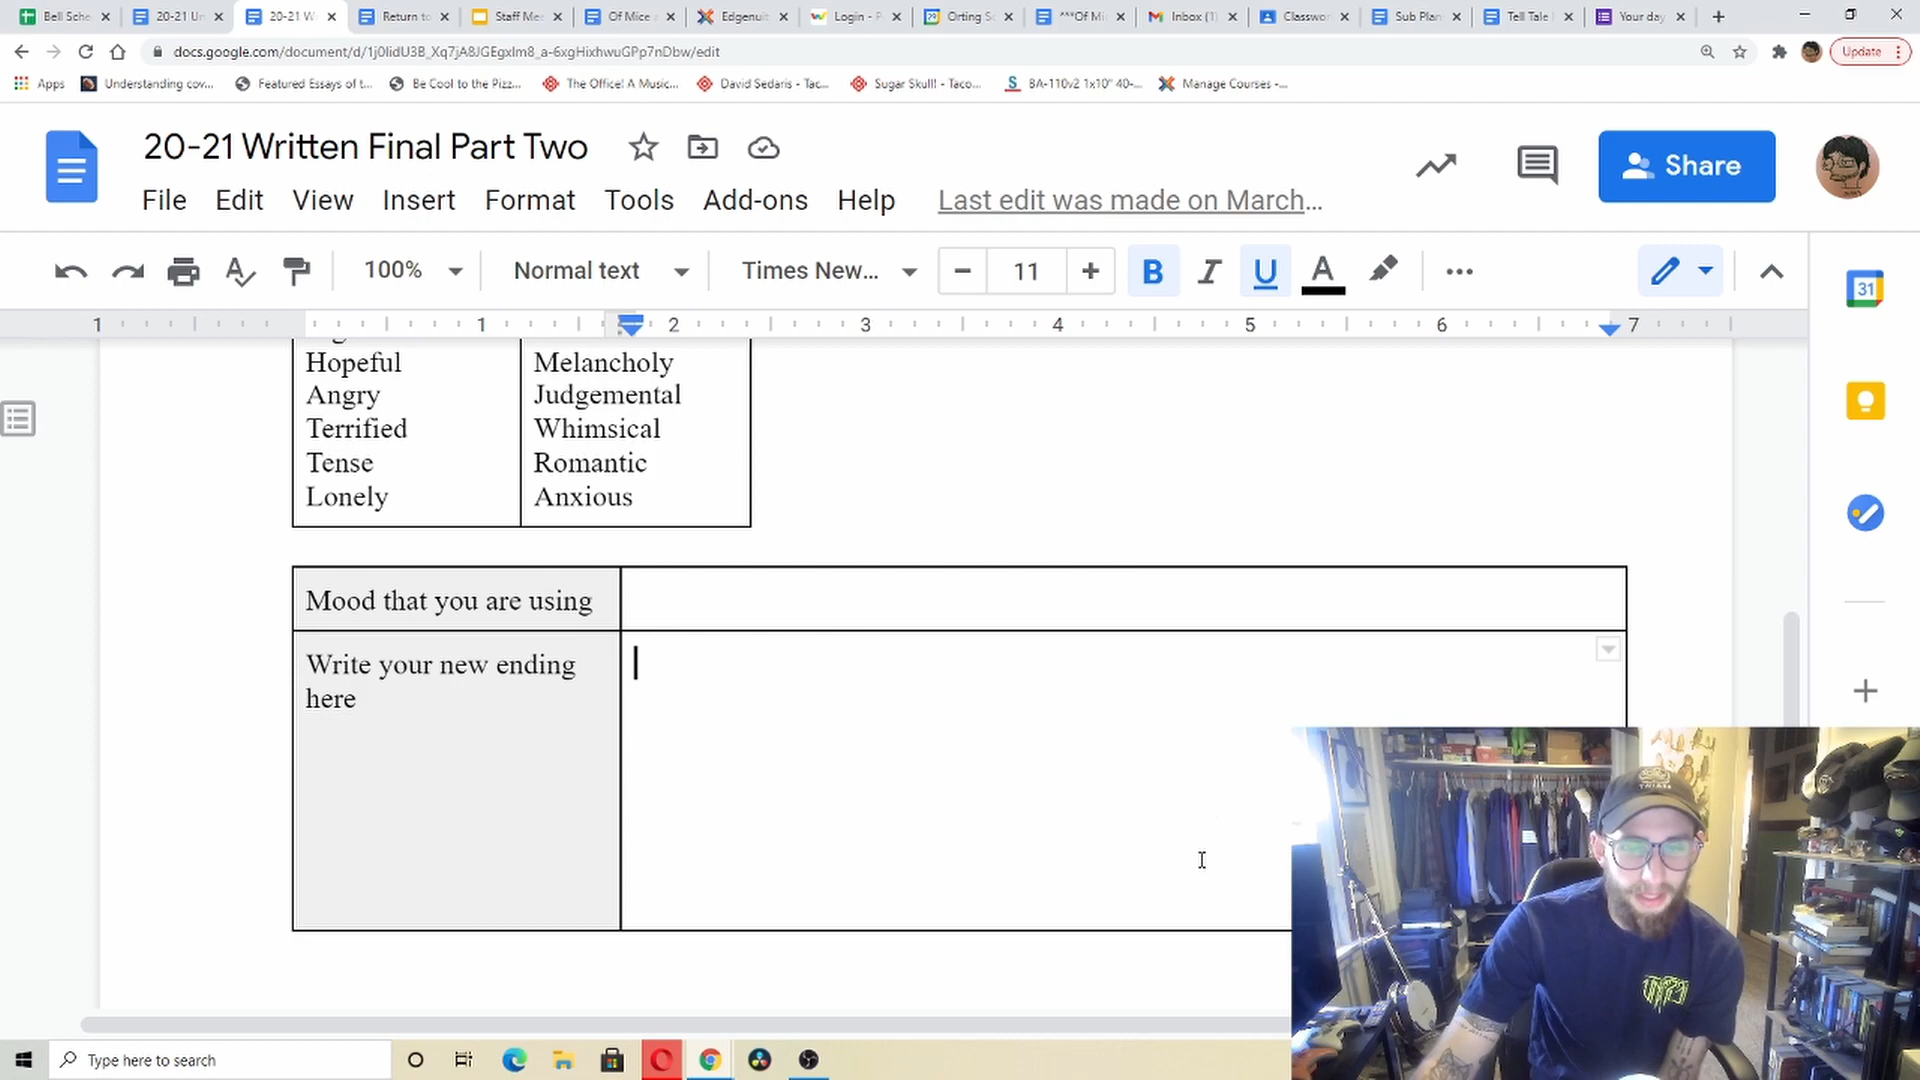 Bell Sch
20-21 Un
20-21 W
Return to
Staff Me
Of Mice
Edgenuit
Login - P
Orting S
***Of Mi
Inbox (1)
Classwor
Sub Plan
Tell Tale
Your day
docs.google.com/document/d/1j0lidU3B_Xq7jA8JGEgxlm8_a-6xgHixhwuGPp7nDbw/edit
Update
Apps
Understanding cov...
Featured Essays of t...
Be Cool to the Pizz...
The Office! A Music...
David Sedaris - Tac...
Sugar Skull! - Taco...
BA-110v2 1x10" 40-...
Manage Courses -...
20-21 Written Final Part Two
Share
File Edit View Insert Format Tools Add-ons Help Last edit was made on March...
100% Normal text Times New... 11 B I U A
1 1 2 3 4 5 6 7
31
Hopeful Melancholy
Angry Judgemental
Terrified Whimsical
Tense Romantic
Lonely Anxious
Mood that you are using
Write your new ending
here
Type here to search